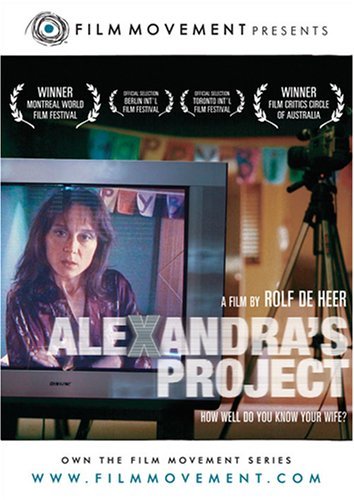 FILM MOVEMENT PRESENTS
WINNER
MONTREAL WORLD
FILM FESTIVAL
OFFICIAL SELECTION
BERLIN INT'L
FILM FESTIVAL
OFFICIAL SELECTION
TORONTO INT'L
FILM FESTIVAL
WINNER
FILM CRITICS CIRCLE
OF AUSTRALIA
A FILM BY ROLF DE HEER
ALEXANDRA'S
PROJECT
HOW WELL DO YOU KNOW YOUR WIFE?
OWN THE FILM MOVEMENT SERIES
WWW.FILMMOVEMENT.COM